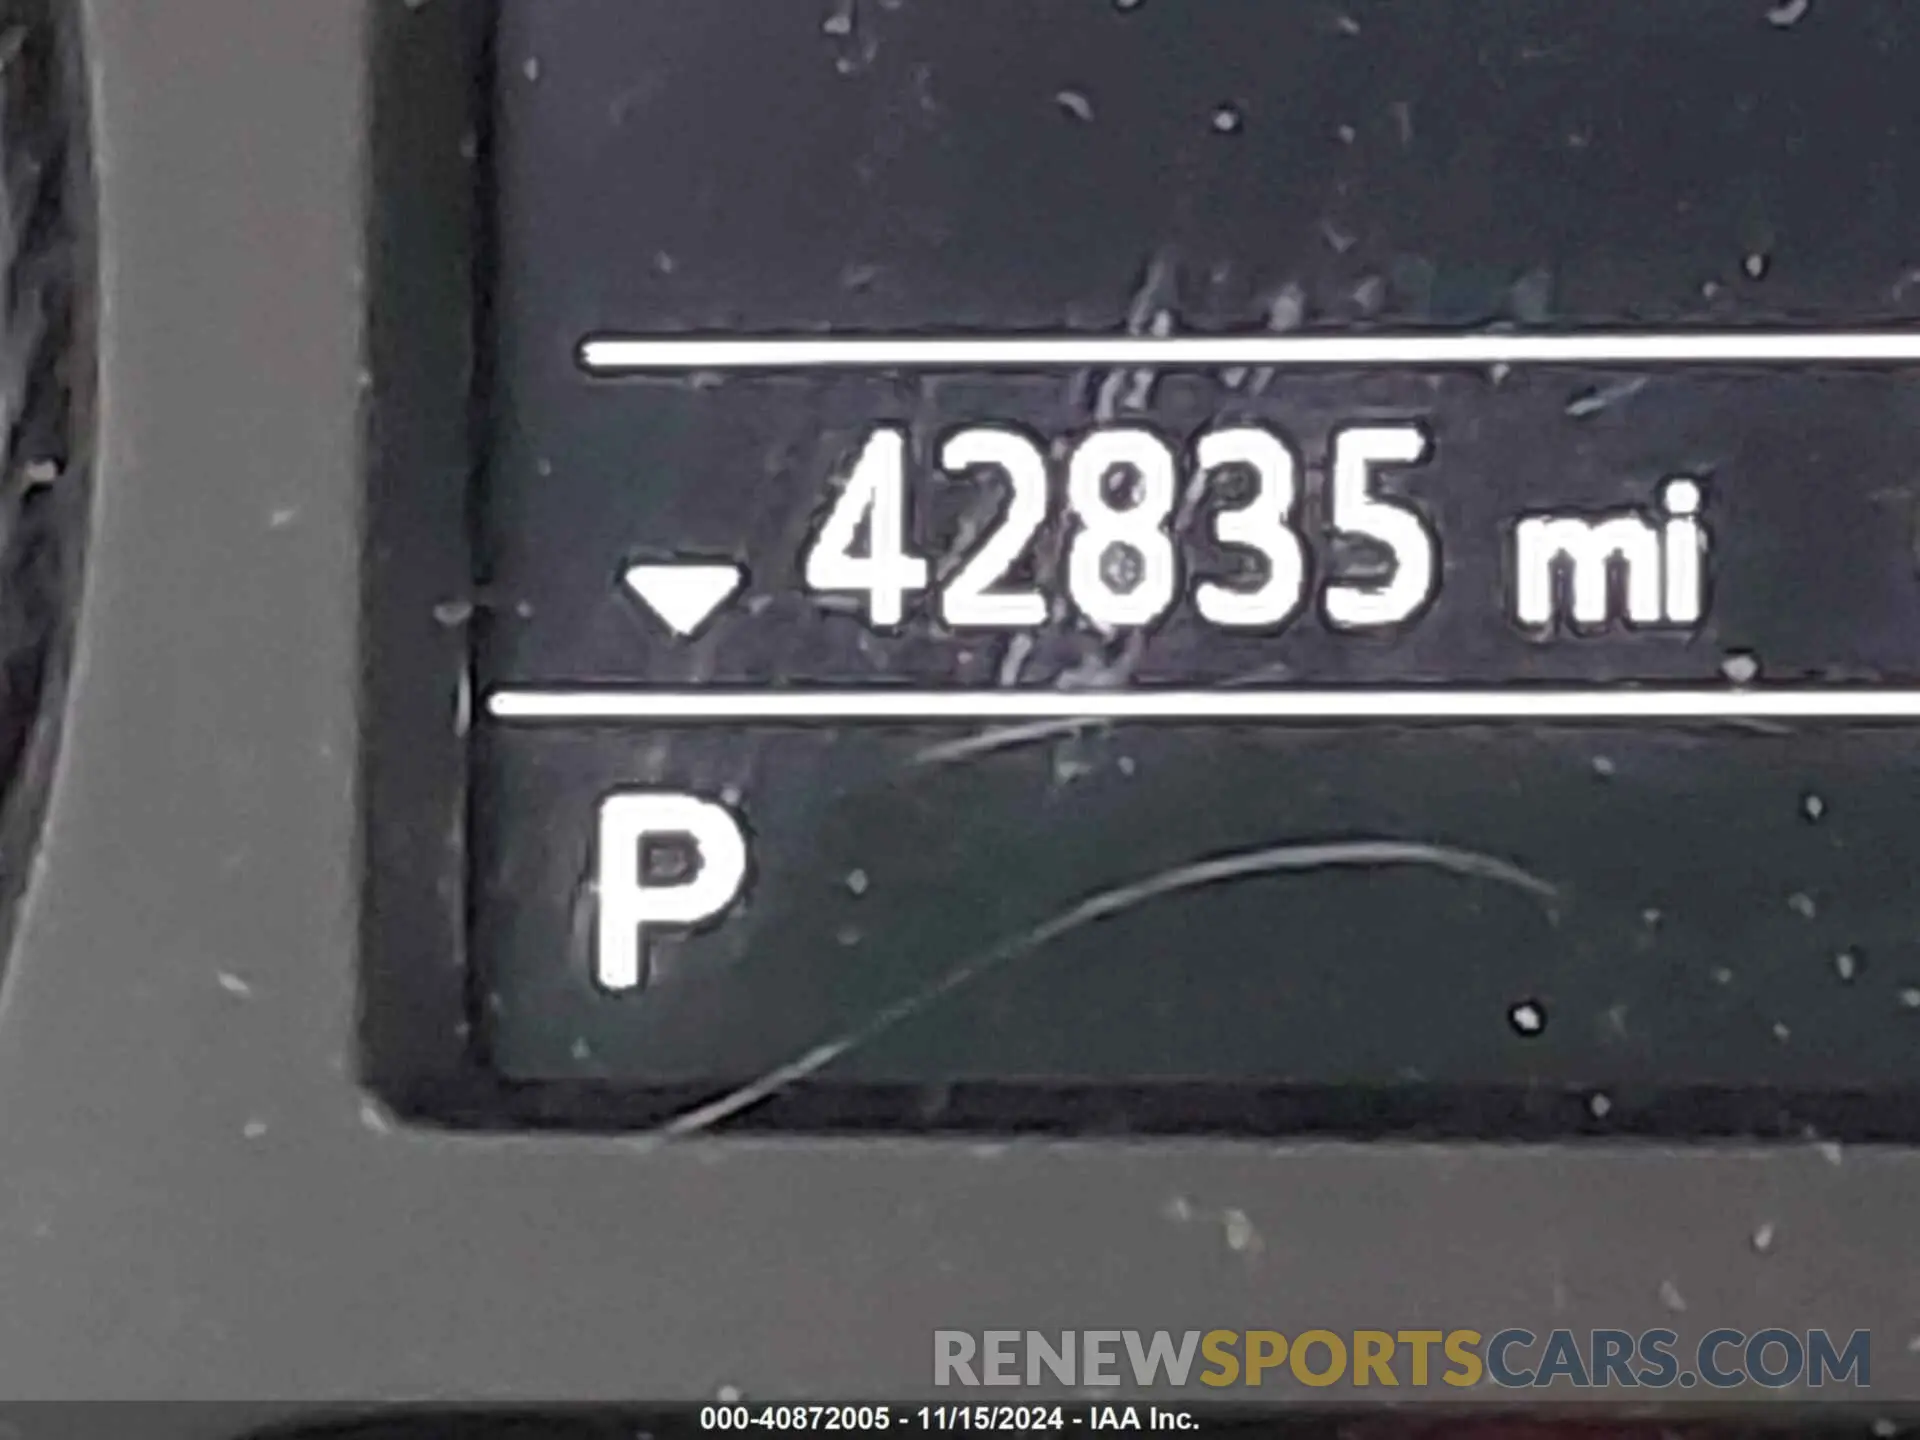 42835 mi
P
RENEWSPORTSCARS.COM
000-40872005 - 11/15/2024 - IAA Inc.